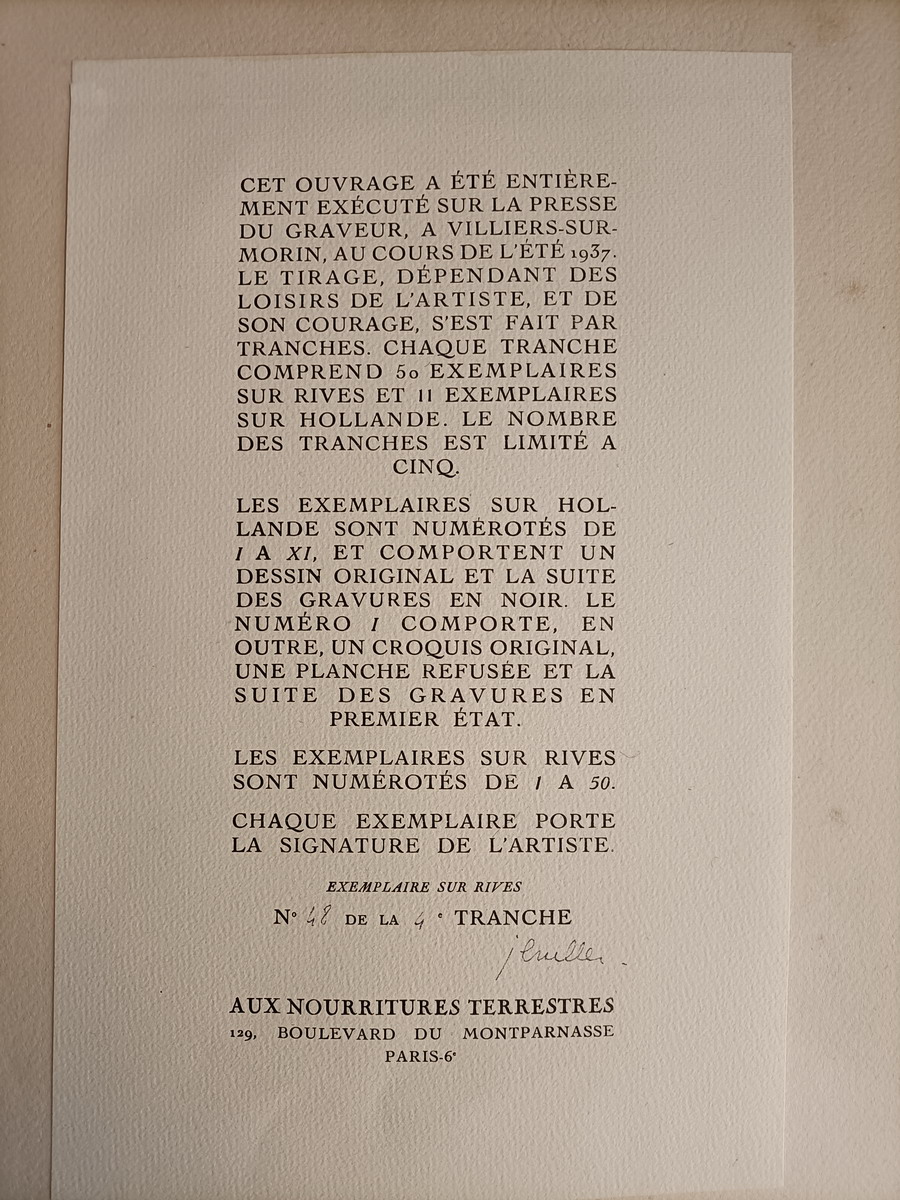 CET OUVRAGE A ÉTÉ ENTIÈRE-
MENT EXÉCUTÉ SUR LA PRESSE
DU GRAVEUR, A VILLIERS-SUR-
MORIN, AU COURS DE L'ÉTÉ 1937.
LE TIRAGE, DÉPENDANT DES
LOISIRS DE L'ARTISTE, ET DE
SON COURAGE, S'EST FAIT PAR
TRANCHES. CHAQUE TRANCHE
COMPREND 50 EXEMPLAIRES
SUR RIVES ET 11 EXEMPLAIRES
SUR HOLLANDE. LE NOMBRE
DES TRANCHES EST LIMITÉ A
CINQ.
LES EXEMPLAIRES SUR HOL-
LANDE SONT NUMÉROTÉS DE
I A XI, ET COMPORTENT UN
DESSIN ORIGINAL ET LA SUITE
DES GRAVURES EN NOIR. LE
NUMÉRO I COMPORTE, EN
OUTRE, UN CROQUIS ORIGINAL,
UNE PLANCHE REFUSÉE ET LA
SUITE DES GRAVURES EN
PREMIER ÉTAT.
LES EXEMPLAIRES SUR RIVES
SONT NUMÉROTÉS DE 1 A 50.
CHAQUE EXEMPLAIRE PORTE
LA SIGNATURE DE L'ARTISTE.
EXEMPLAIRE SUR RIVES
N° 48 DE LA 4 e TRANCHE
AUX NOURRITURES TERRESTRES
129, BOULEVARD DU MONTPARNASSE
PARIS-6e